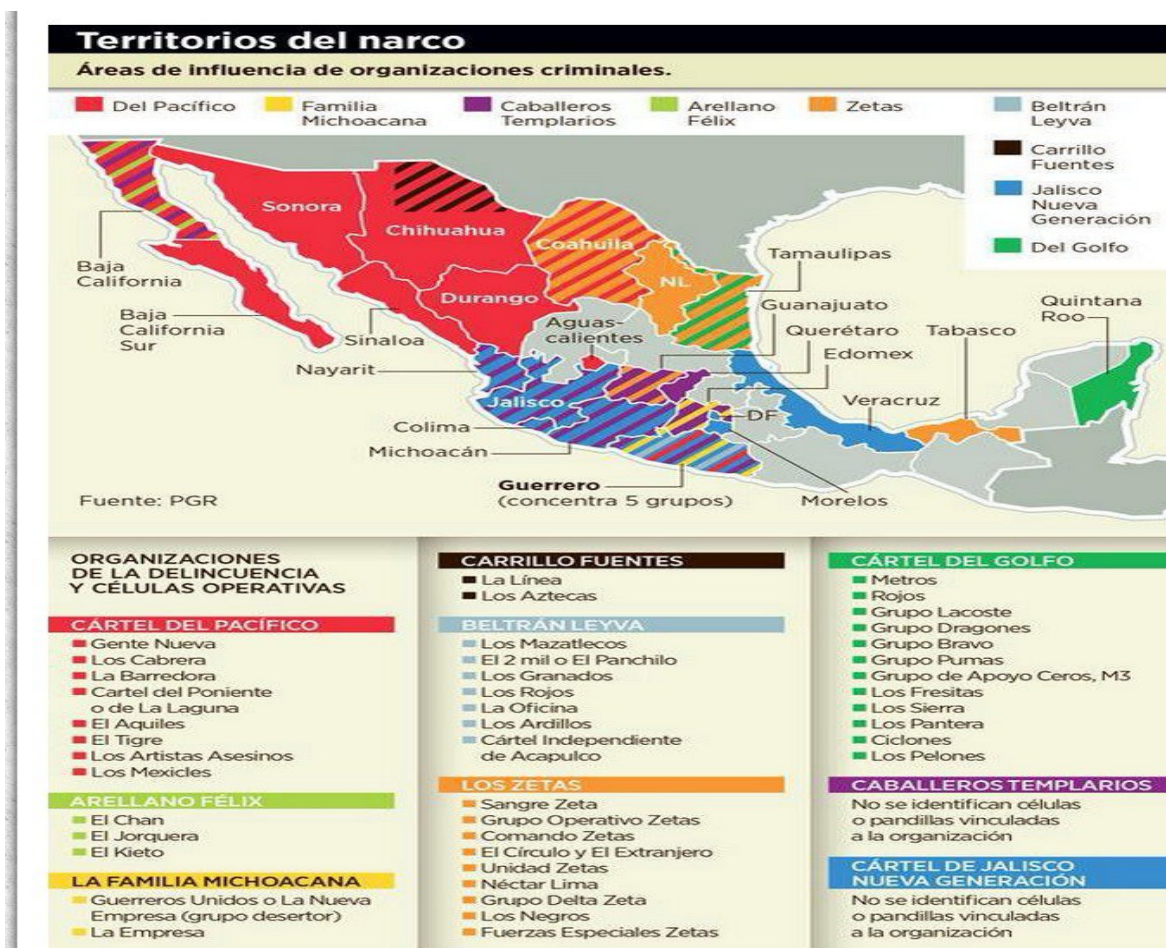 Territorios del narco
Áreas de influencia de organizaciones criminales.
Del Pacífico
Familia
Michoacana
Caballeros
Templarios
Arellano
Félix
Zetas
Beltrán
Leyva
Carrillo
Fuentes
Jalisco
Nueva
Generación
Del Golfo
Sonora
Chihuahua
Coahuila
NL
Durango
Jalisco
Baja
California
Baja
California
Sur
Sinaloa
Nayarit
Aguas-
calientes
Colima
Michoacán
Guerrero
(concentra 5 grupos)
Tamaulipas
Guanajuato
Querétaro
Edomex
DF
Morelos
Veracruz
Tabasco
Quintana
Roo
Fuente: PGR
ORGANIZACIONES
DE LA DELINCUENCIA
Y CÉLULAS OPERATIVAS
CÁRTEL DEL PACÍFICO
Gente Nueva
Los Cabrera
La Barredora
Cartel del Poniente
o de La Laguna
El Aquiles
El Tigre
Los Artistas Asesinos
Los Mexicles
ARELLANO FÉLIX
El Chan
El Jorquera
El Kieto
LA FAMILIA MICHOACANA
Guerreros Unidos o La Nueva
Empresa (grupo desertor)
La Empresa
CARRILLO FUENTES
La Línea
Los Aztecas
BELTRÁN LEYVA
Los Mazatlecos
El 2 mil o El Panchilo
Los Granados
Los Rojos
La Oficina
Los Ardillos
Cártel Independiente
de Acapulco
LOS ZETAS
Sangre Zeta
Grupo Operativo Zetas
Comando Zetas
El Círculo y El Extranjero
Unidad Zetas
Néctar Lima
Grupo Delta Zeta
Los Negros
Fuerzas Especiales Zetas
CÁRTEL DEL GOLFO
Metros
Rojos
Grupo Lacoste
Grupo Dragones
Grupo Bravo
Grupo Pumas
Grupo de Apoyo Ceros, M3
Los Fresitas
Los Sierra
Los Pantera
Ciclones
Los Pelones
CABALLEROS TEMPLARIOS
No se identifican células
o pandillas vinculadas
a la organización
CÁRTEL DE JALISCO
NUEVA GENERACIÓN
No se identifican células
o pandillas vinculadas
a la organización